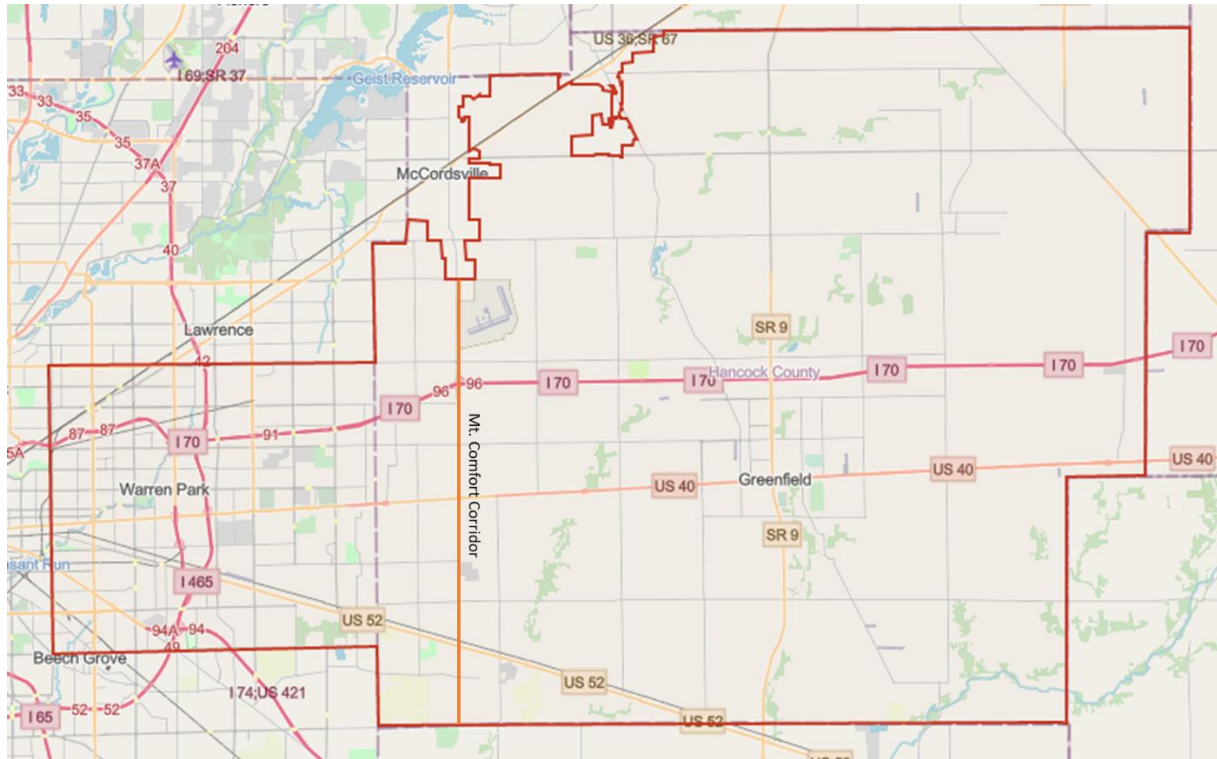 204
US 36;SR 67
I 69;SR 37
Geist Reservoir
33
33
35
35
37A
37
McCordsville
40
Lawrence
SR 9
42
I 70
I 70
I 70
I 70
I 70
Hancock County
96
96
I 70
87
87
91
I 70
5A
Mt. Comfort Corridor
US 40
US 40
US 40
Warren Park
Greenfield
SR 9
I 465
US 52
94A
94
49
Beech Grove
US 52
I 74;US 421
I 65
52
52
US 52